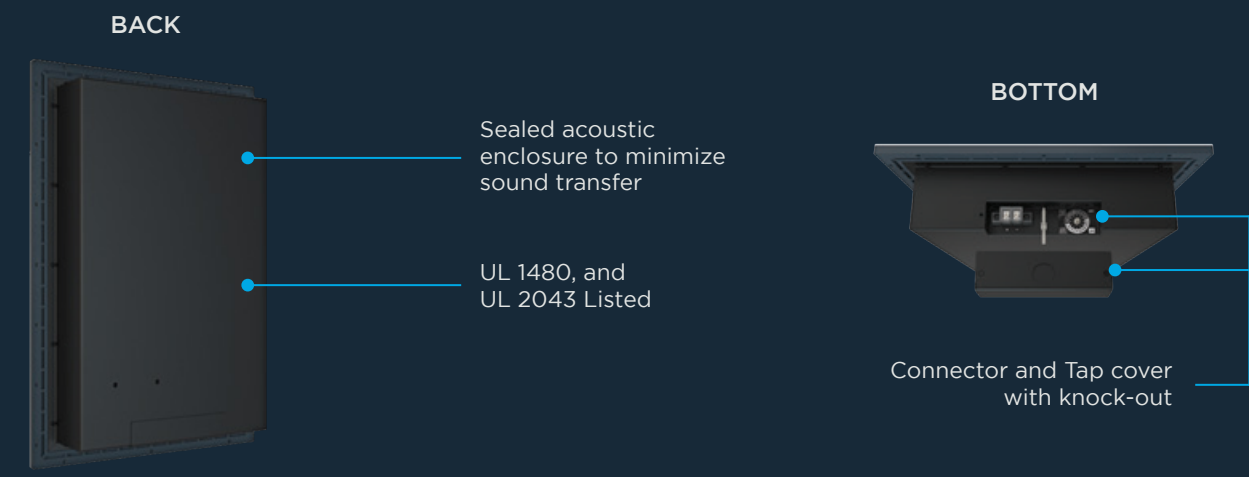 BACK
Sealed acoustic
enclosure to minimize
sound transfer
UL 1480, and
UL 2043 Listed
BOTTOM
Connector and Tap cover
with knock-out